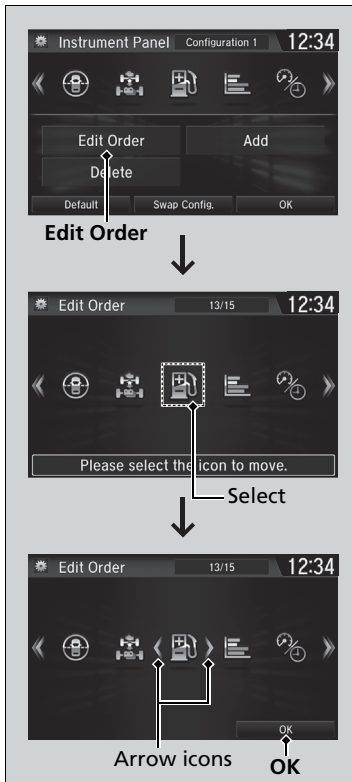 Instrument Panel Configuration 1 12:34
Edit Order Add
Delete
Default Swap Config. OK
Edit Order
Edit Order 13/15 12:34
Please select the icon to move.
Select
Edit Order 13/15 12:34
OK
Arrow icons OK